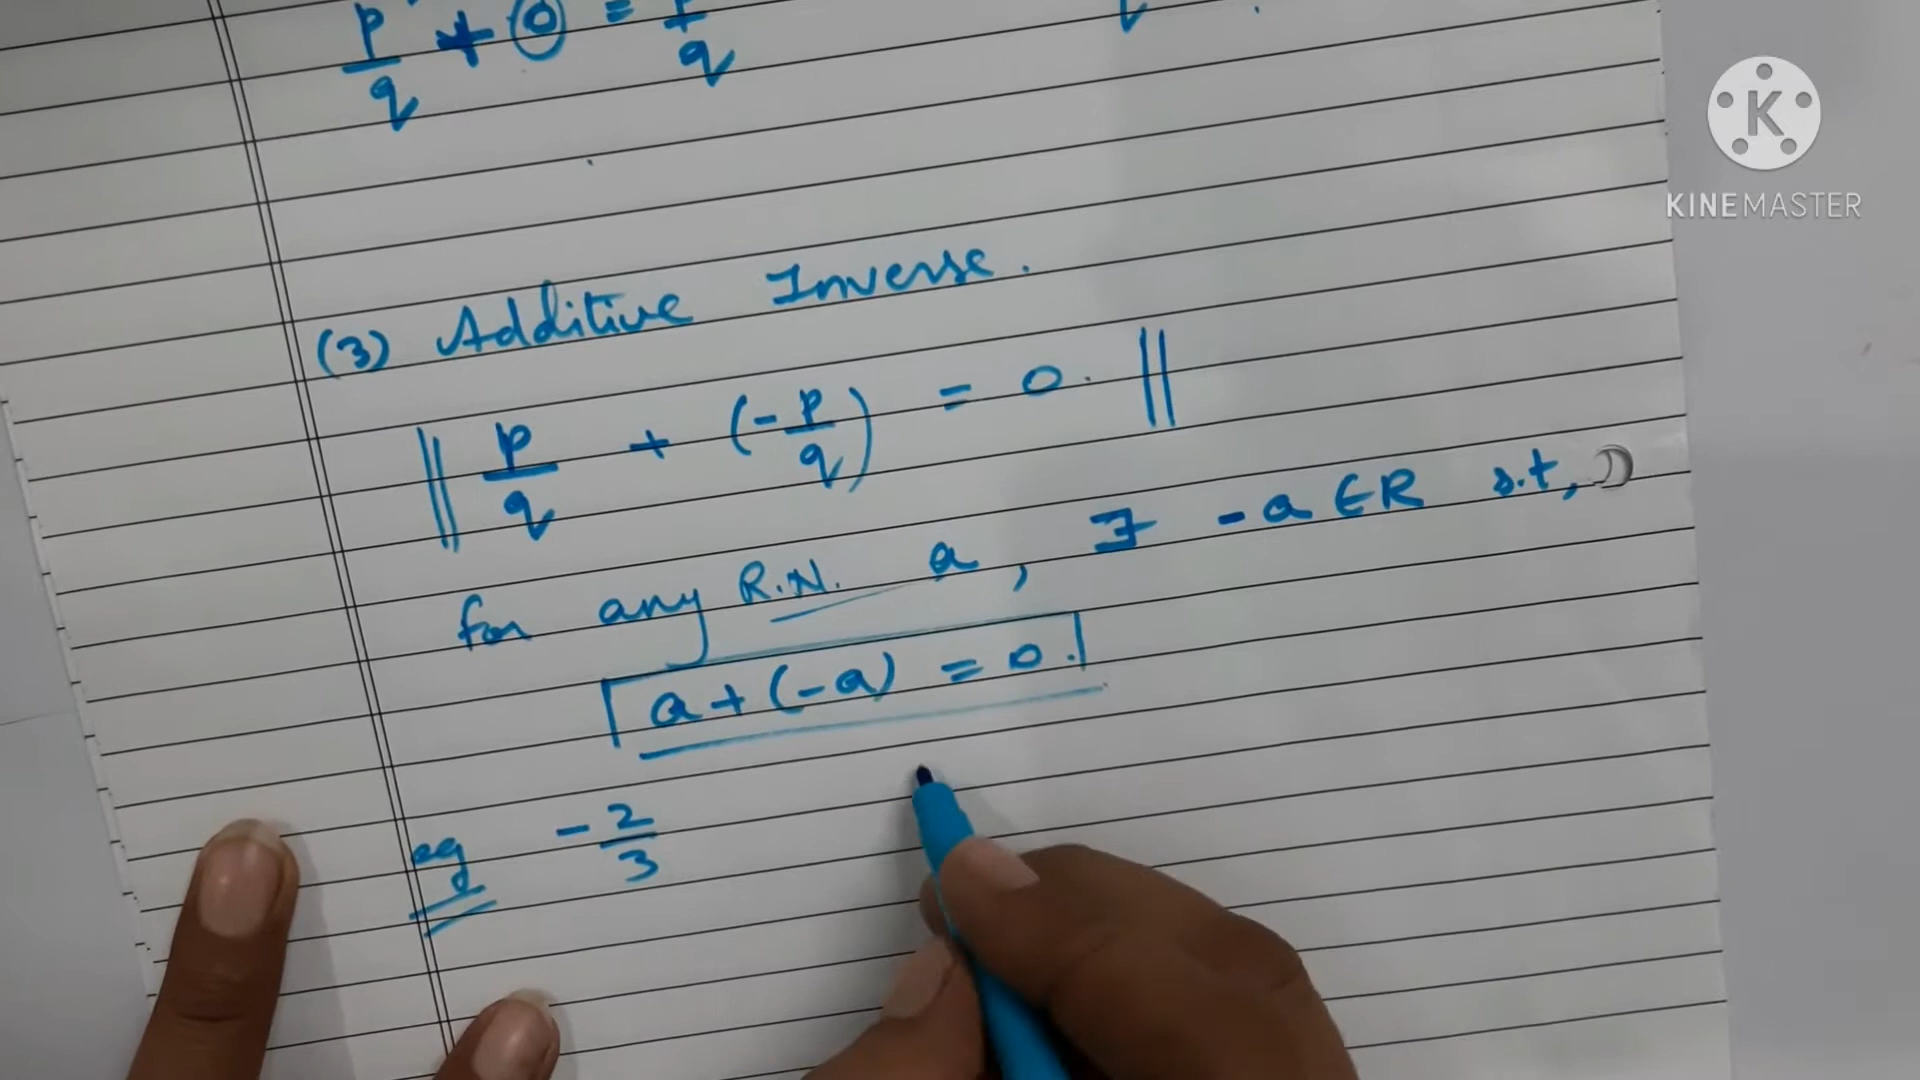 p/q + 0 = p/q
KINEMASTER
(3) Additive Inverse.
|| p/q + (-p/q) = 0. ||
for any R.N. a, ∃ -a ∈ R s.t,
a + (-a) = 0.
eg -2/3